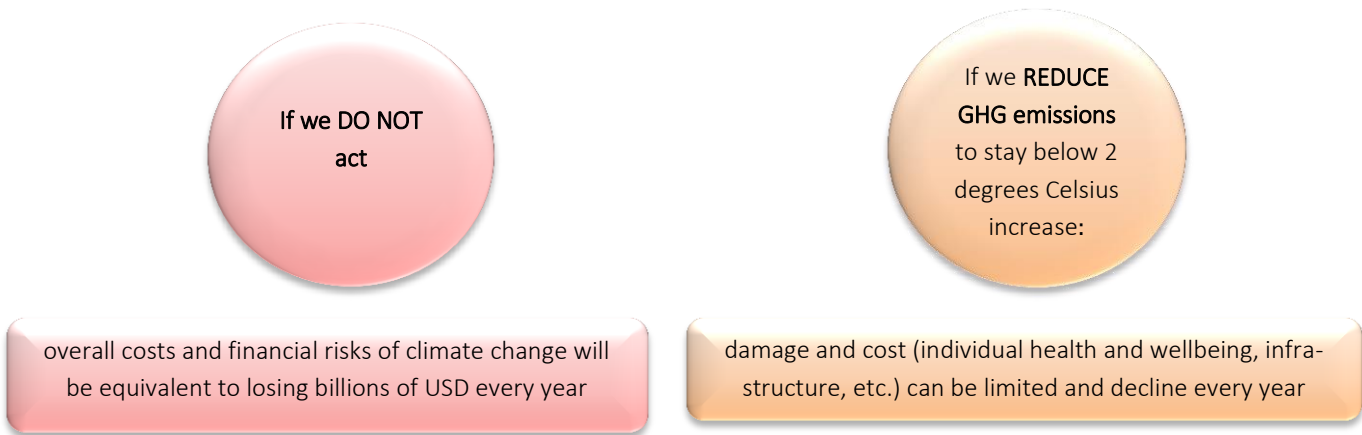 If we DO NOT
act
overall costs and financial risks of climate change will
be equivalent to losing billions of USD every year
If we REDUCE
GHG emissions
to stay below 2
degrees Celsius
increase:
damage and cost (individual health and wellbeing, infra-
structure, etc.) can be limited and decline every year